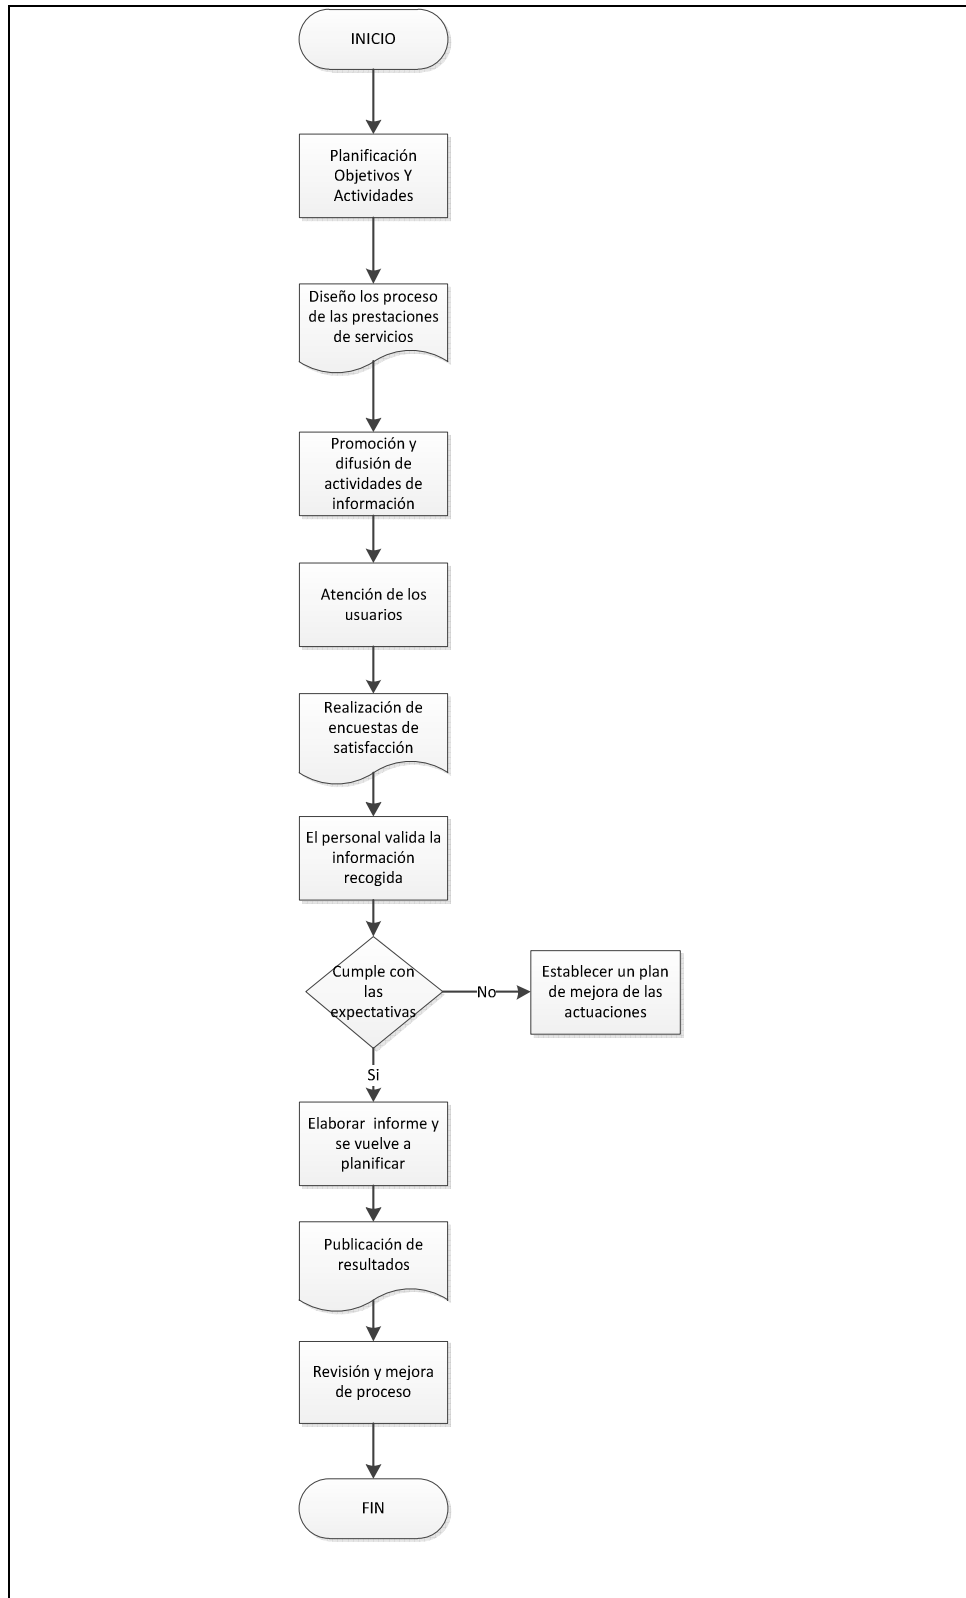 INICIO
Planificación
Objetivos Y
Actividades
Diseño los proceso
de las prestaciones
de servicios
Promoción y
difusión de
actividades de
información
Atención de los
usuarios
Realización de
encuestas de
satisfacción
El personal valida la
información
recogida
Cumple con
las
expectativas
No
Establecer un plan
de mejora de las
actuaciones
Si
Elaborar  informe y
se vuelve a
planificar
Publicación de
resultados
Revisión y mejora
de proceso
FIN